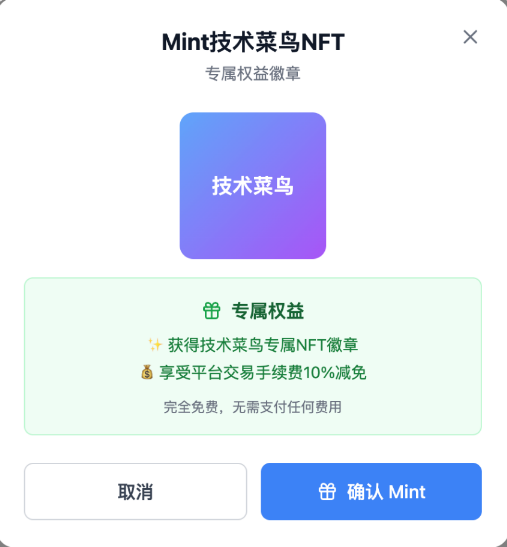 Mint技术菜鸟NFT
专属权益徽章
技术菜鸟
专属权益
✨ 获得技术菜鸟专属NFT徽章
💰 享受平台交易手续费10%减免
完全免费，无需支付任何费用
取消
确认 Mint